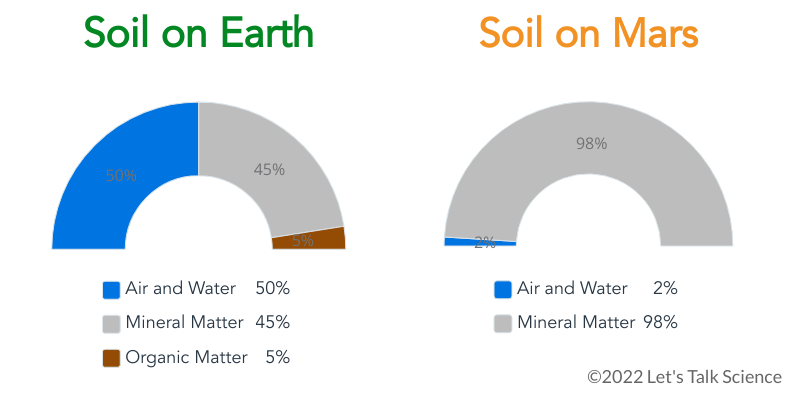 Soil on Earth
50%
45%
5%
Air and Water 50%
Mineral Matter 45%
Organic Matter 5%
Soil on Mars
98%
2%
Air and Water 2%
Mineral Matter 98%
©2022 Let's Talk Science